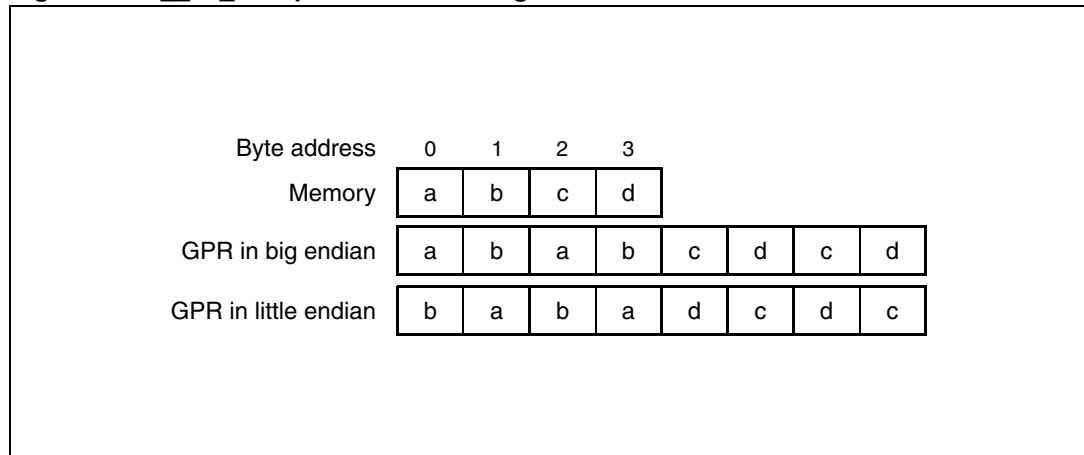 Byte address 0 1 2 3
Memory a b c d
GPR in big endian a b a b c d c d
GPR in little endian b a b a d c d c